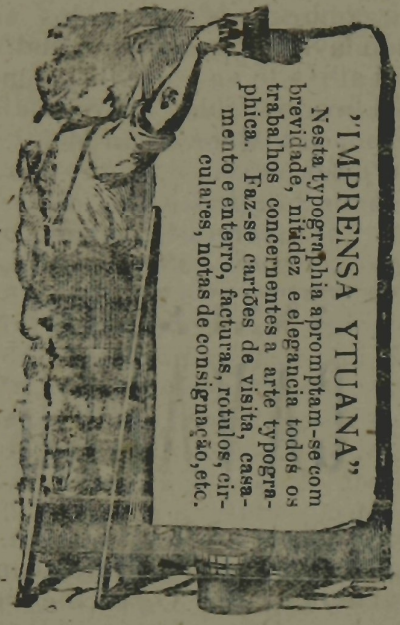 "IMPRENSA YTUANA"
Nesta typographia apromptam-se com
brevidade, nitidez e elegancia todos os
trabalhos concernentes a arte typogra-
phica. Faz-se cartões de visita, casa-
mento e enterro, facturas, rotulos, cir-
culares, notas de consignação, etc.